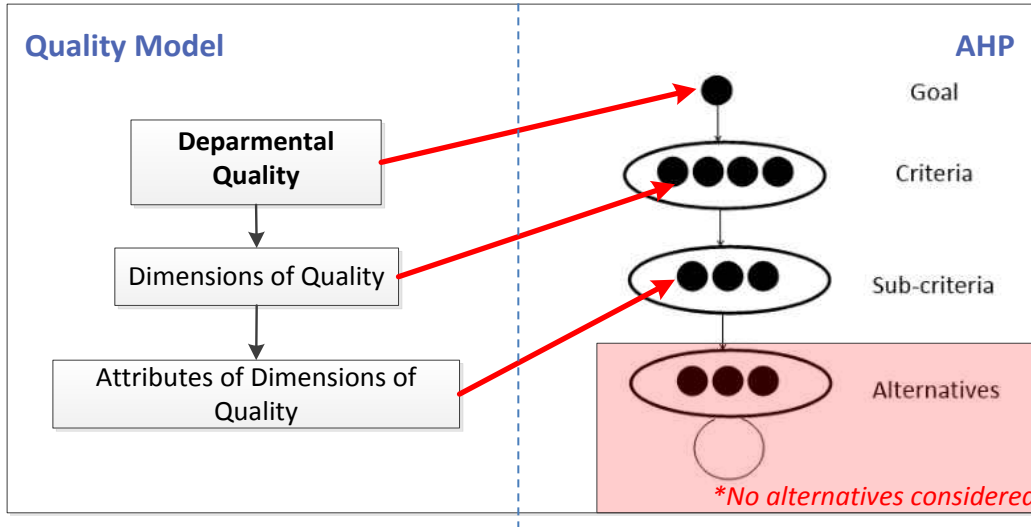 Quality Model
AHP
Deparmental
Quality
Dimensions of Quality
Attributes of Dimensions of
Quality
Goal
Criteria
Sub-criteria
Alternatives
*No alternatives considered